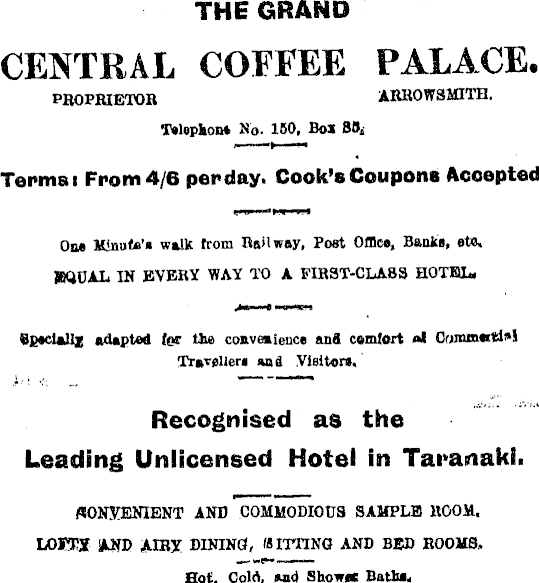 THE GRAND
CENTRAL COFFEE PALACE.
PROPRIETOR ARROWSMITH.
Telephone No. 150, Box 85.
Terms: From 4/6 per day. Cook's Coupons Accepted
One Minute's walk from Railway, Post Office, Banks, etc.
EQUAL IN EVERY WAY TO A FIRST-CLASS HOTEL.
Specially adapted for the convenience and comfort of Commercial
Travellers and Visitors.
Recognised as the
Leading Unlicensed Hotel in Taranaki.
CONVENIENT AND COMMODIOUS SAMPLE ROOM.
LOFTY AND AIRY DINING, SITTING AND BED ROOMS.
Hot, Cold, and Shower Baths.